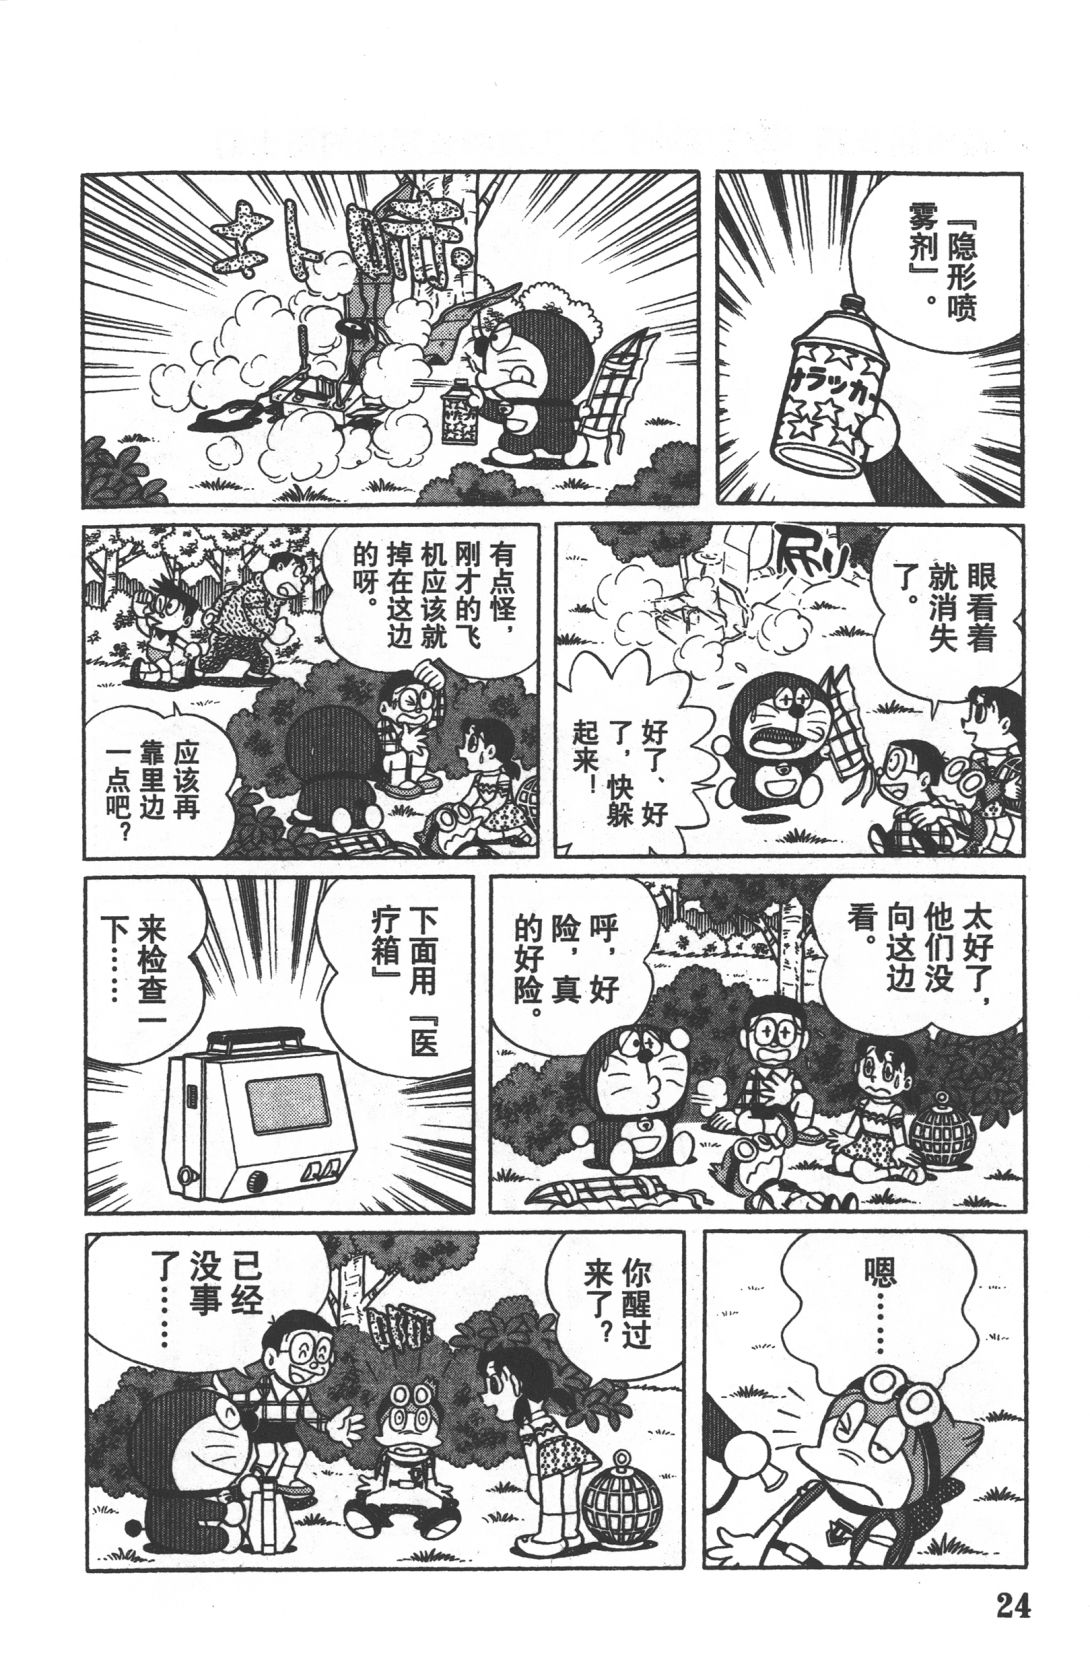 『隐形喷
雾剂』。
ナラッカー
眼看着
就消失
了。
好了、好
了，快躲
起来！
有点怪，
刚才的飞
机应该就
掉在这边
的呀。
应该再
靠里边
一点吧？
太好了，
他们没
向这边
看。
呼，好
险，真
的好险。
下面用『医
疗箱』
来检查一
下……
嗯……
你醒过
来了？
已经
没事
了……
24